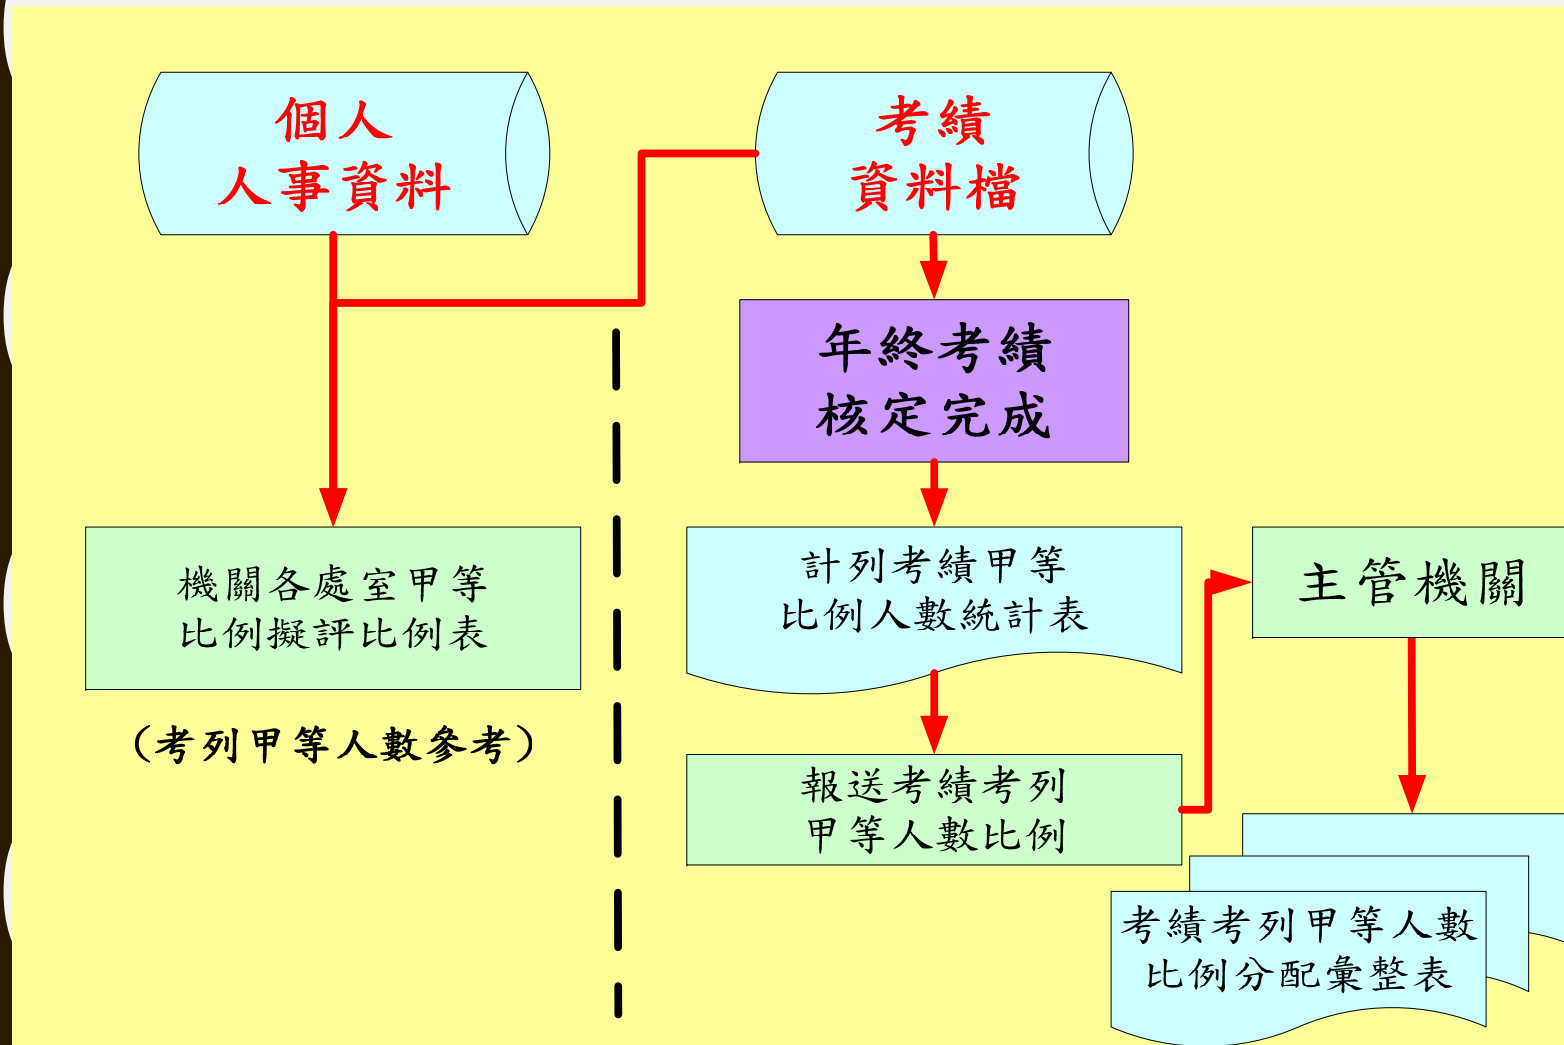 個人
人事資料
考績
資料檔
年終考績
核定完成
機關各處室甲等
比例擬評比例表
（考列甲等人數參考）
計列考績甲等
比例人數統計表
主管機關
報送考績考列
甲等人數比例
考績考列甲等人數
比例分配彙整表